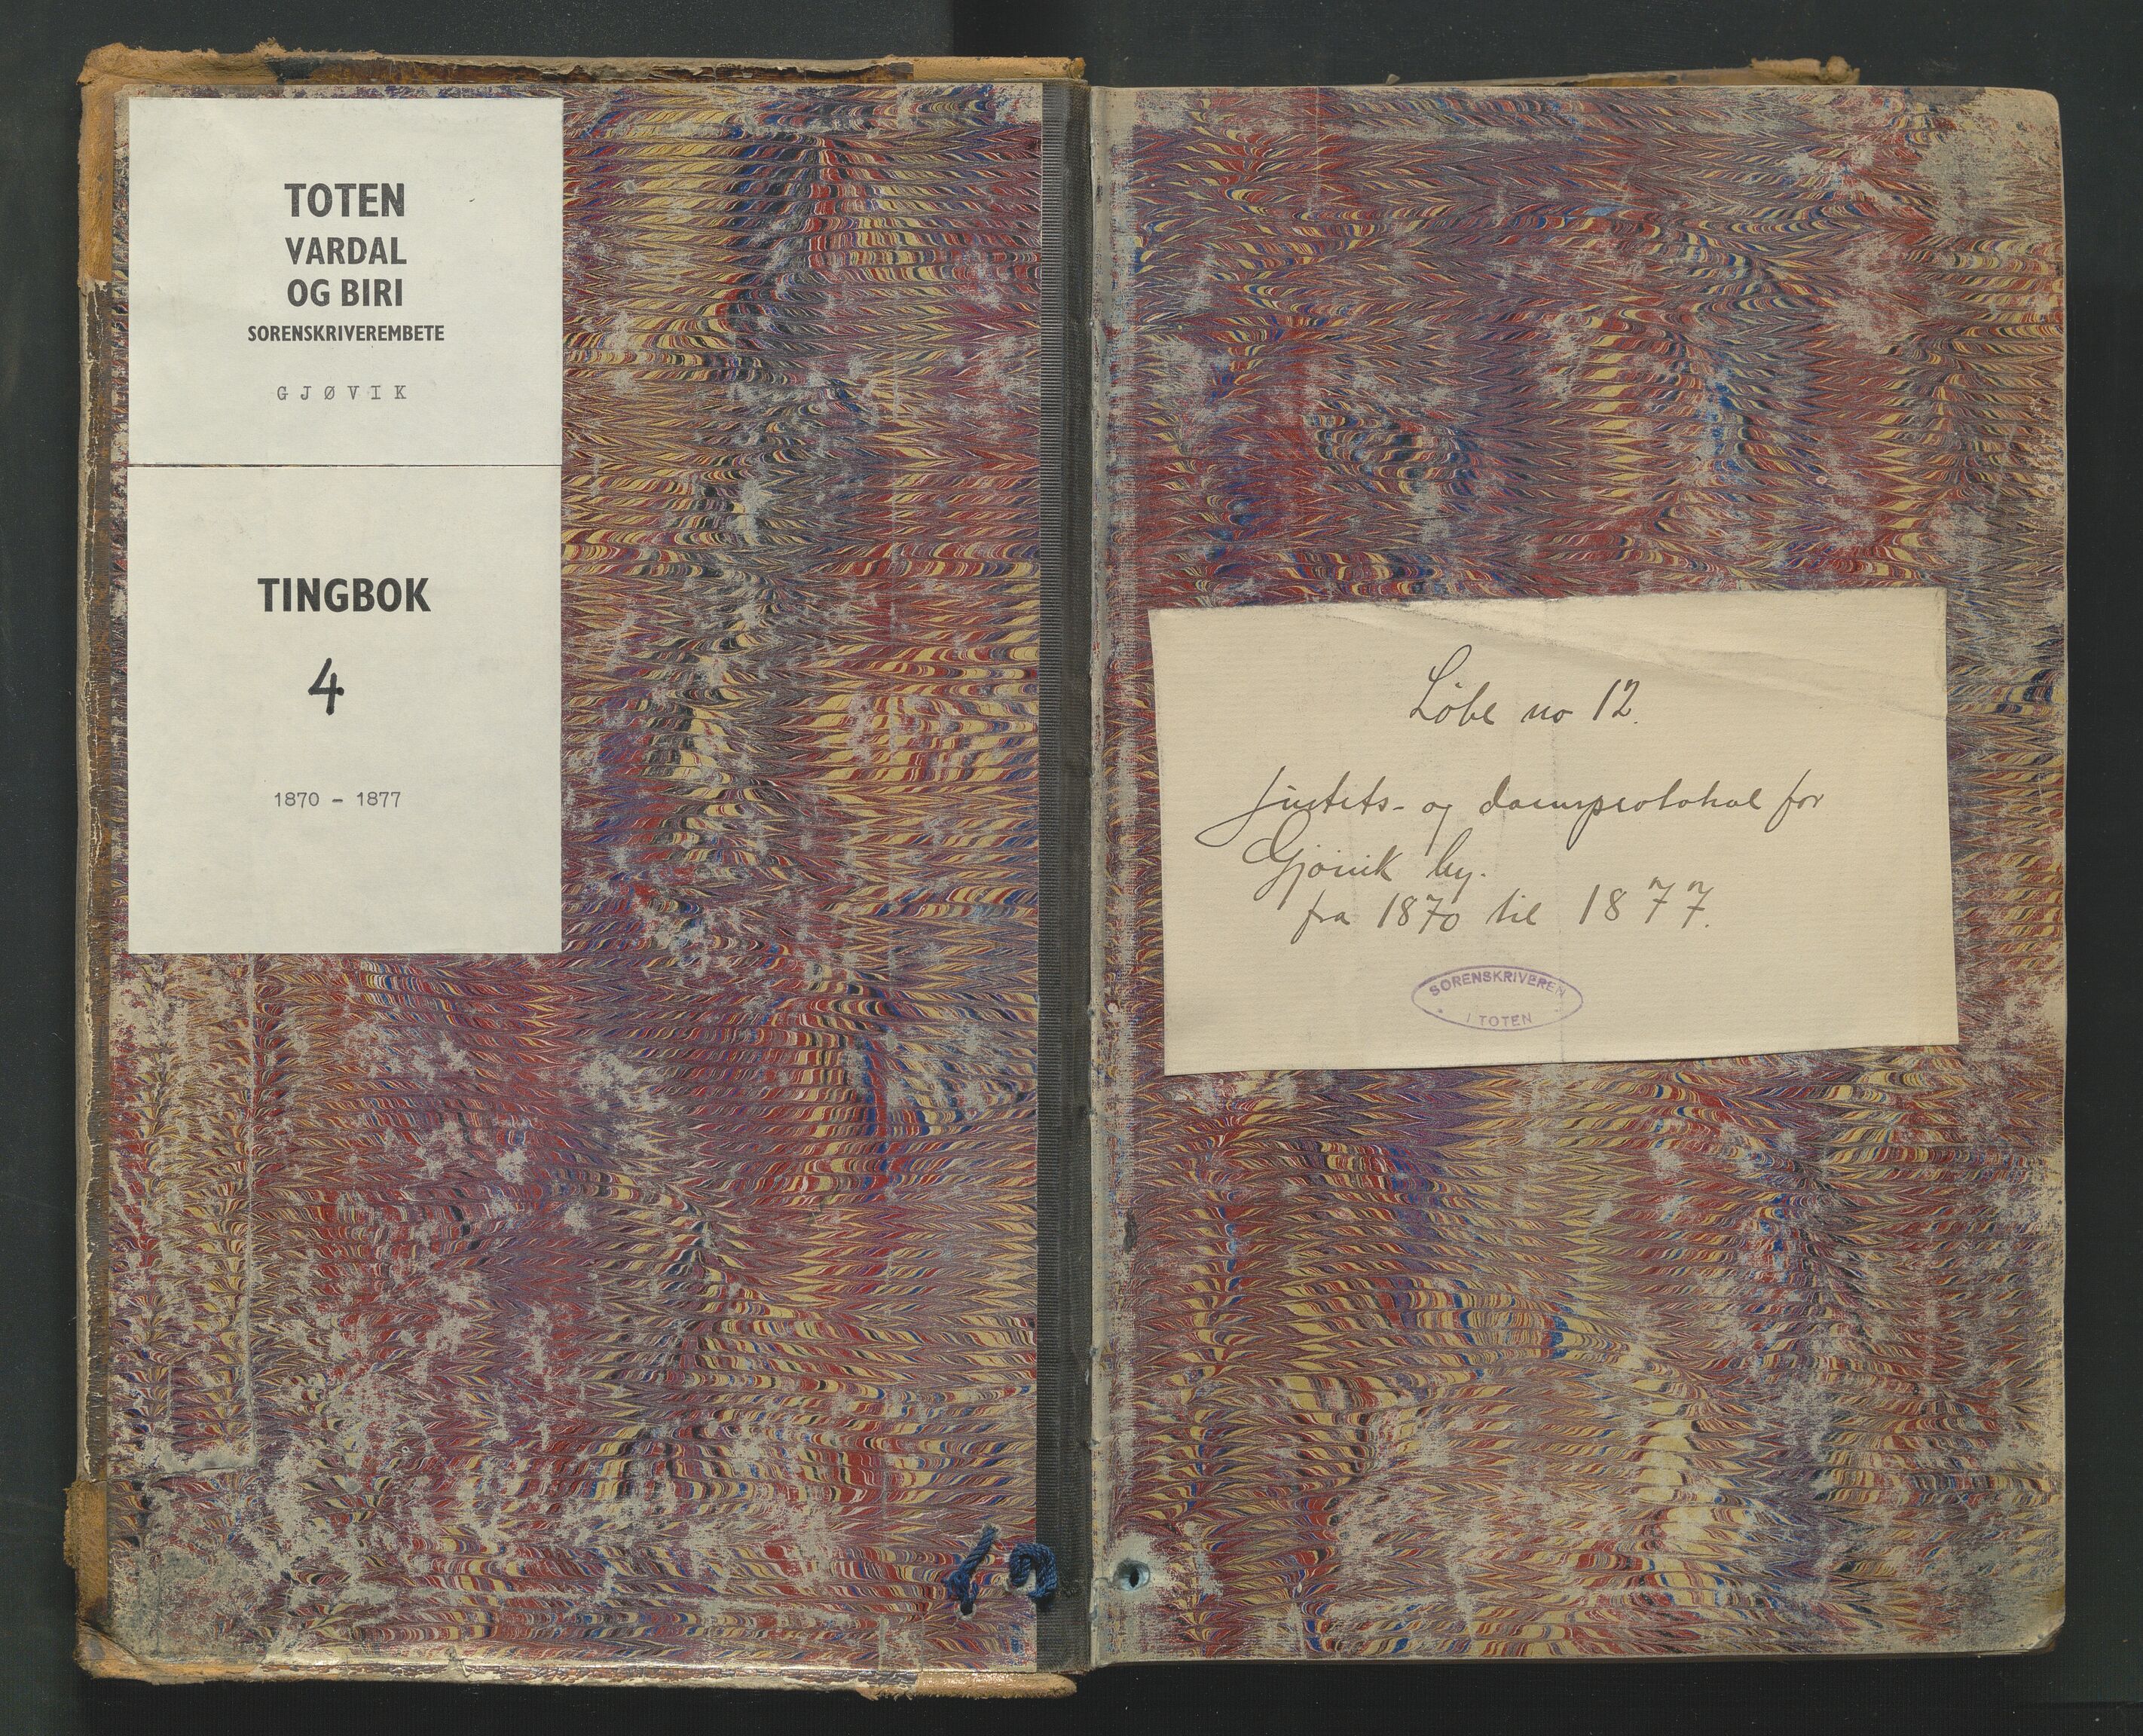 TOTEN
VARDAL
OG BIRI
SORENSKRIVEREMBETE
GJØVIK
TINGBOK
4
1870 - 1877
Löbe no 12.
Justits- og domsprotokol for
Gjövik by.
fra 1870 til 1877.
SORENSKRIVEREN
I TOTEN